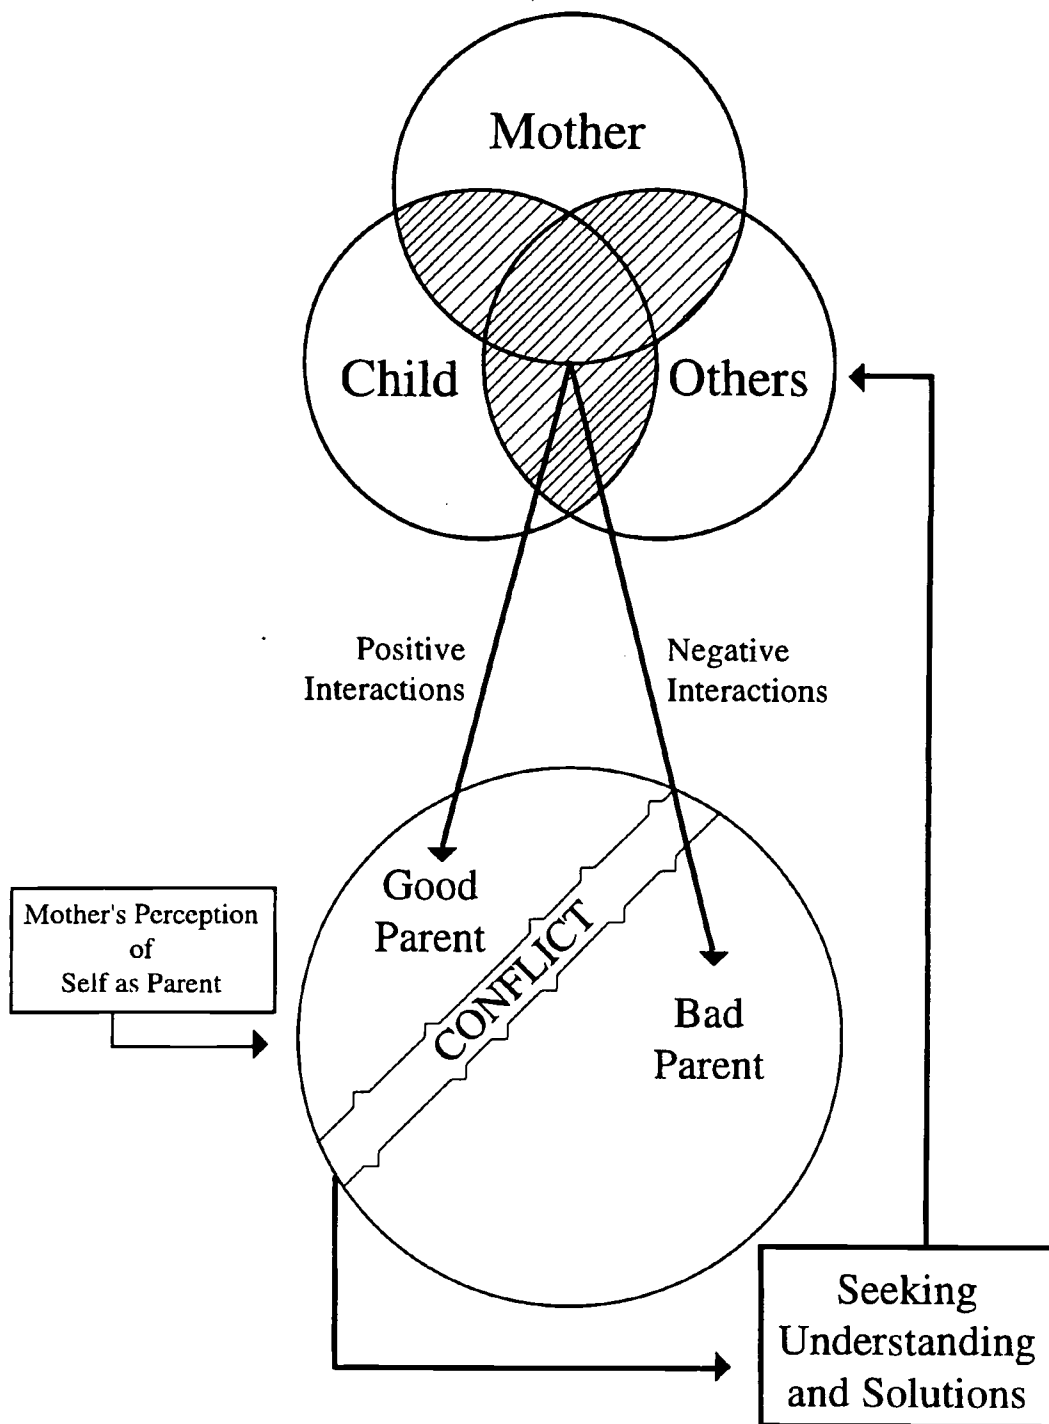 Mother
Child
Others
Positive
Interactions
Negative
Interactions
Good
Parent
CONFLICT
Bad
Parent
Mother's Perception
of
Self as Parent
Seeking
Understanding
and Solutions